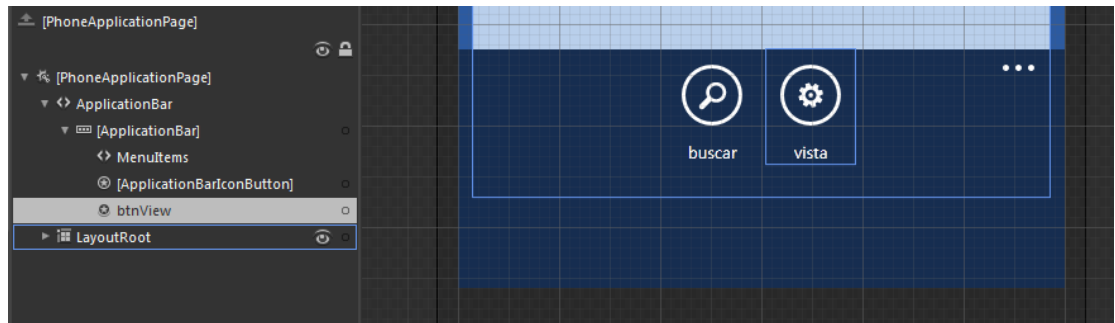 [PhoneApplicationPage]
[PhoneApplicationPage]
ApplicationBar
[ApplicationBar]
MenuItems
[ApplicationBarIconButton]
btnView
LayoutRoot
buscar
vista